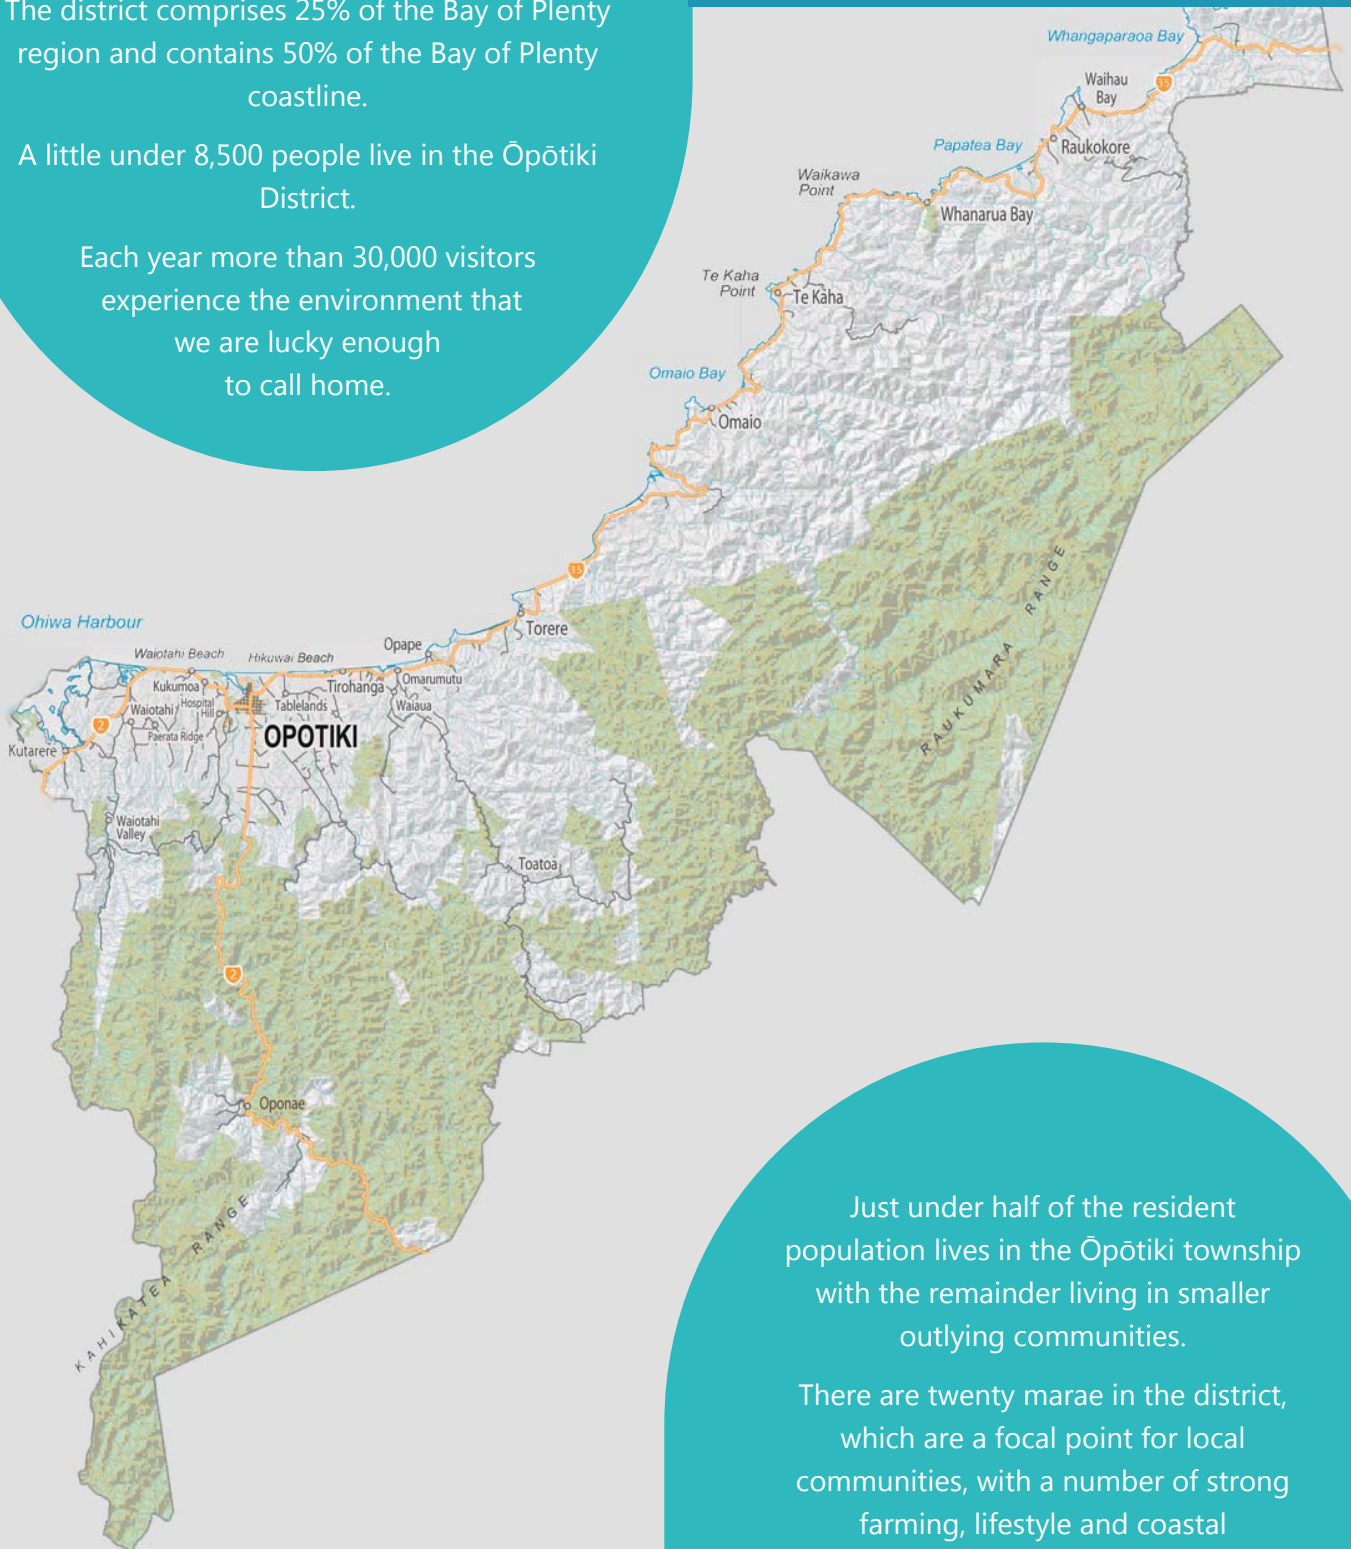 The district comprises 25% of the Bay of Plenty
region and contains 50% of the Bay of Plenty
coastline.
A little under 8,500 people live in the Ōpōtiki
District.
Each year more than 30,000 visitors
experience the environment that
we are lucky enough
to call home.
Whangaparaoa Bay
35
Waihau
Bay
Papatea Bay
Raukokore
Waikawa
Point
Whanarua Bay
Te Kaha
Point
Te Kaha
Omaio Bay
Omaio
35
Torere
RAUKUMARA RANGE
Ohiwa Harbour
Waiotahi Beach
Hikuwai Beach
Opape
Omarumutu
Tirohanga
Waiaua
Kukumoa
Hospital
Hill
Tablelands
Waiotahi
Paerata Ridge
2
Kutarere
OPOTIKI
Waiotahi
Valley
Toatoa
2
Oponae
KAHIKATEA RANGE
Just under half of the resident
population lives in the Ōpōtiki township
with the remainder living in smaller
outlying communities.
There are twenty marae in the district,
which are a focal point for local
communities, with a number of strong
farming, lifestyle and coastal